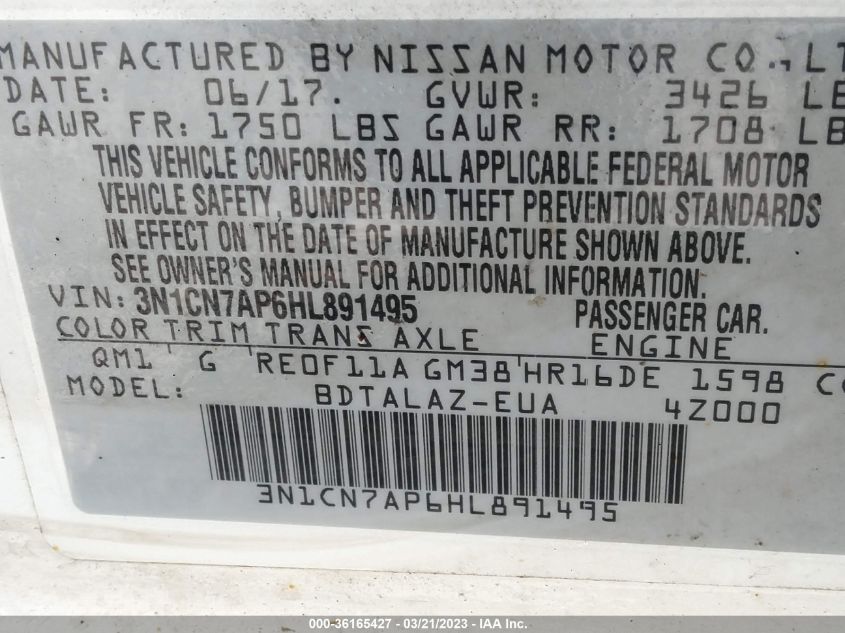 MANUFACTURED BY NISSAN MOTOR CO., LT
DATE: 06/17. GVWR: 3426 LB
GAWR FR: 1750 LBS GAWR RR: 1708 LB
THIS VEHICLE CONFORMS TO ALL APPLICABLE FEDERAL MOTOR
VEHICLE SAFETY, BUMPER AND THEFT PREVENTION STANDARDS
IN EFFECT ON THE DATE OF MANUFACTURE SHOWN ABOVE.
SEE OWNER'S MANUAL FOR ADDITIONAL INFORMATION.
VIN: 3N1CN7AP6HL891495 PASSENGER CAR.
COLOR TRIM TRANS AXLE ENGINE
QM1 G RE0F11A GM38 HR16DE 1598 CC
MODEL: BDTALAZ-EUA 4Z000
3N1CN7AP6HL891495
000-36165427 - 03/21/2023 - IAA Inc.